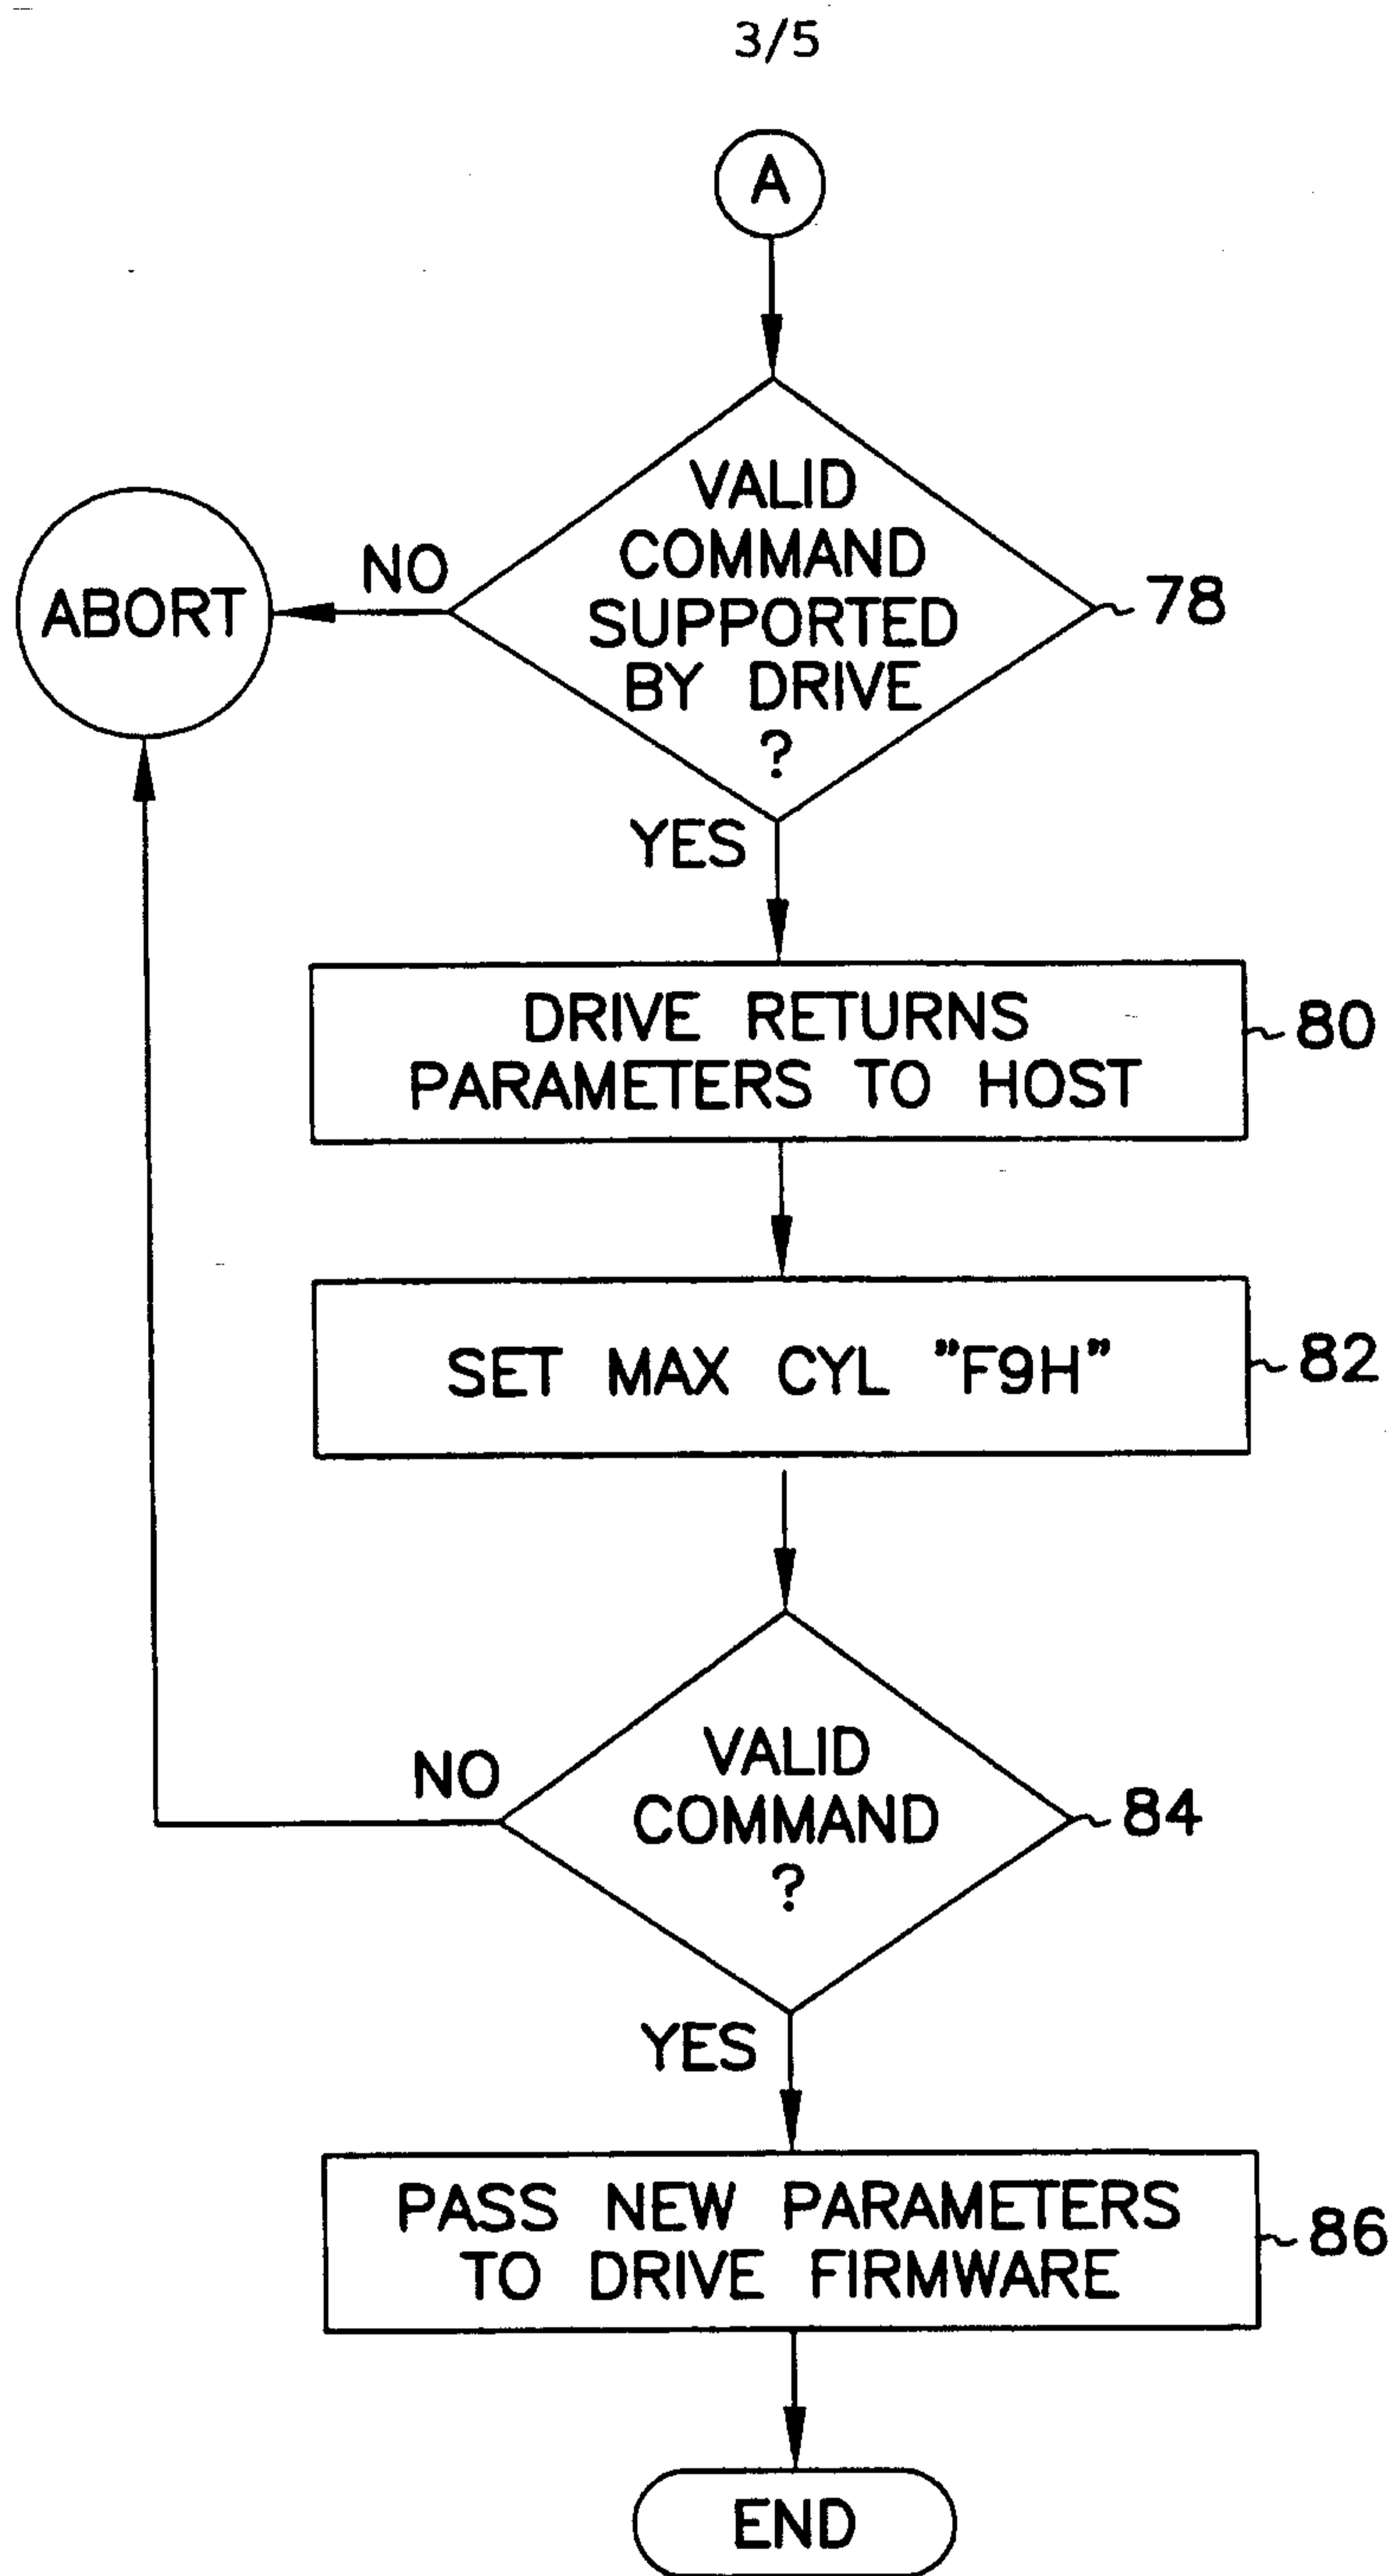 3/5
A
VALID
COMMAND
SUPPORTED
BY DRIVE
?
78
NO
ABORT
YES
DRIVE RETURNS
PARAMETERS TO HOST
80
SET MAX CYL "F9H"
82
VALID
COMMAND
?
84
NO
YES
PASS NEW PARAMETERS
TO DRIVE FIRMWARE
86
END